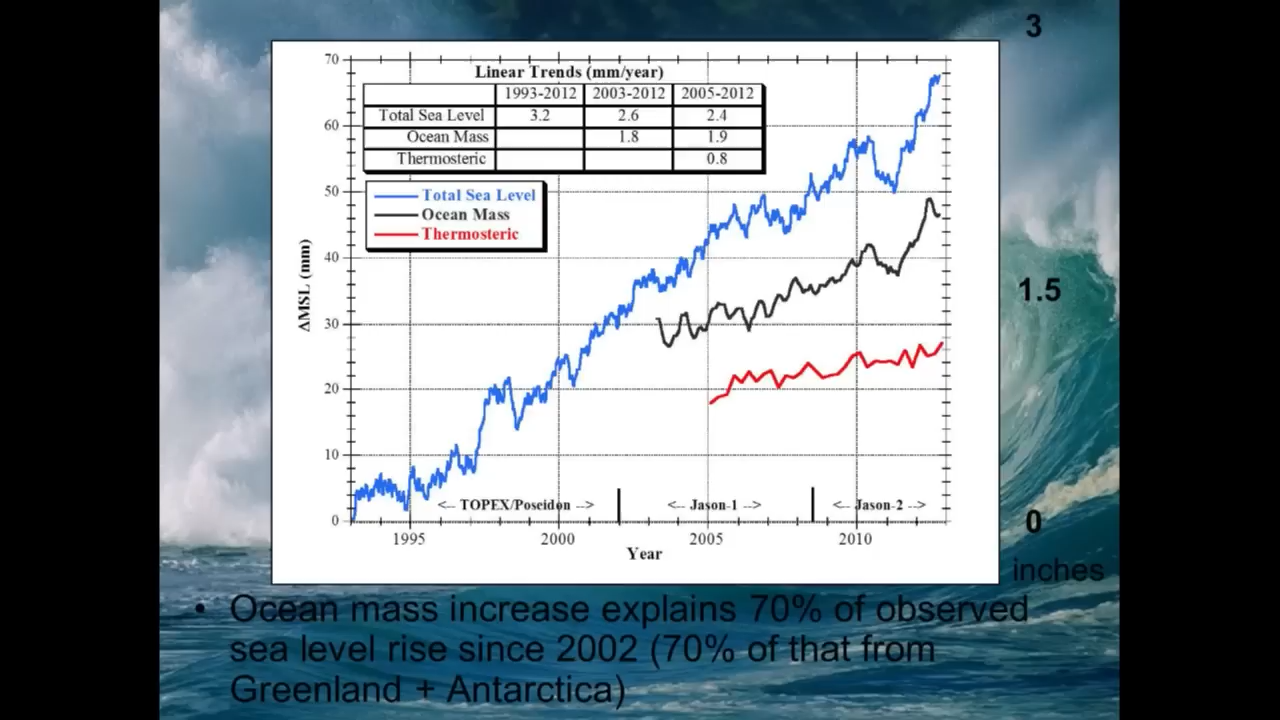 3
70
Linear Trends (mm/year)
1993-2012 2003-2012 2005-2012
Total Sea Level 3.2 2.6 2.4
Ocean Mass 1.8 1.9
Thermosteric 0.8
60
50
Total Sea Level
Ocean Mass
Thermosteric
40
ΔMSL (mm)
1.5
30
20
10
<-- TOPEX/Poseidon --> <-- Jason-1 --> <-- Jason-2 -->
0
0
1995 2000 2005 2010
Year
inches
• Ocean mass increase explains 70% of observed
sea level rise since 2002 (70% of that from
Greenland + Antarctica)